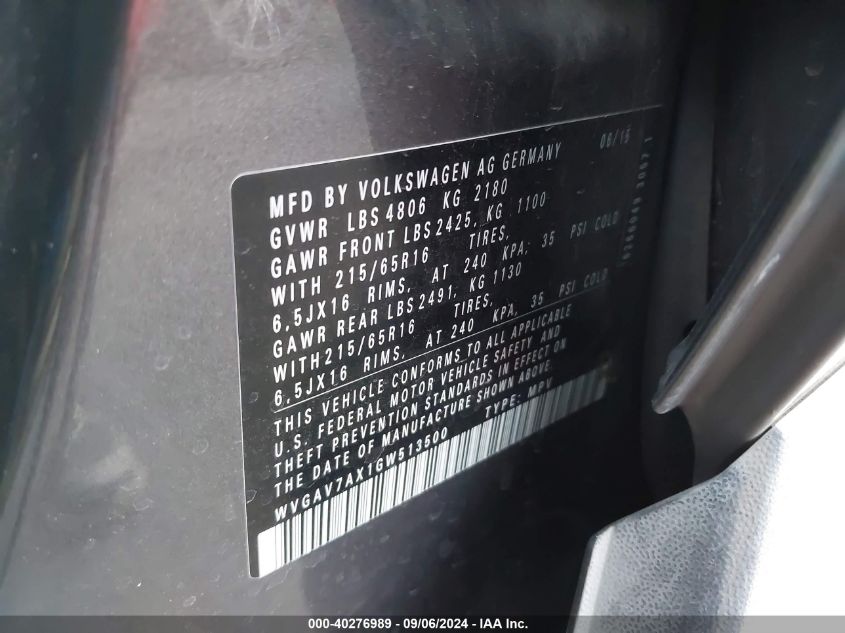 MFD BY VOLKSWAGEN AG GERMANY 06/15
GVWR LBS 4806 KG 2180
GAWR FRONT LBS 2425, KG 1100
WITH 215/65R16 TIRES,
6,5JX16 RIMS, AT 240 KPA, 35 PSI COLD
GAWR REAR LBS 2491, KG 1130
WITH 215/65R16 TIRES,
6,5JX16 RIMS, AT 240 KPA, 35 PSI COLD
THIS VEHICLE CONFORMS TO ALL APPLICABLE
U.S. FEDERAL MOTOR VEHICLE SAFETY AND
THEFT PREVENTION STANDARDS IN EFFECT ON
THE DATE OF MANUFACTURE SHOWN ABOVE
WVGAV7AX1GW513500 TYPE: MPV
000-40276989 - 09/06/2024 - IAA Inc.